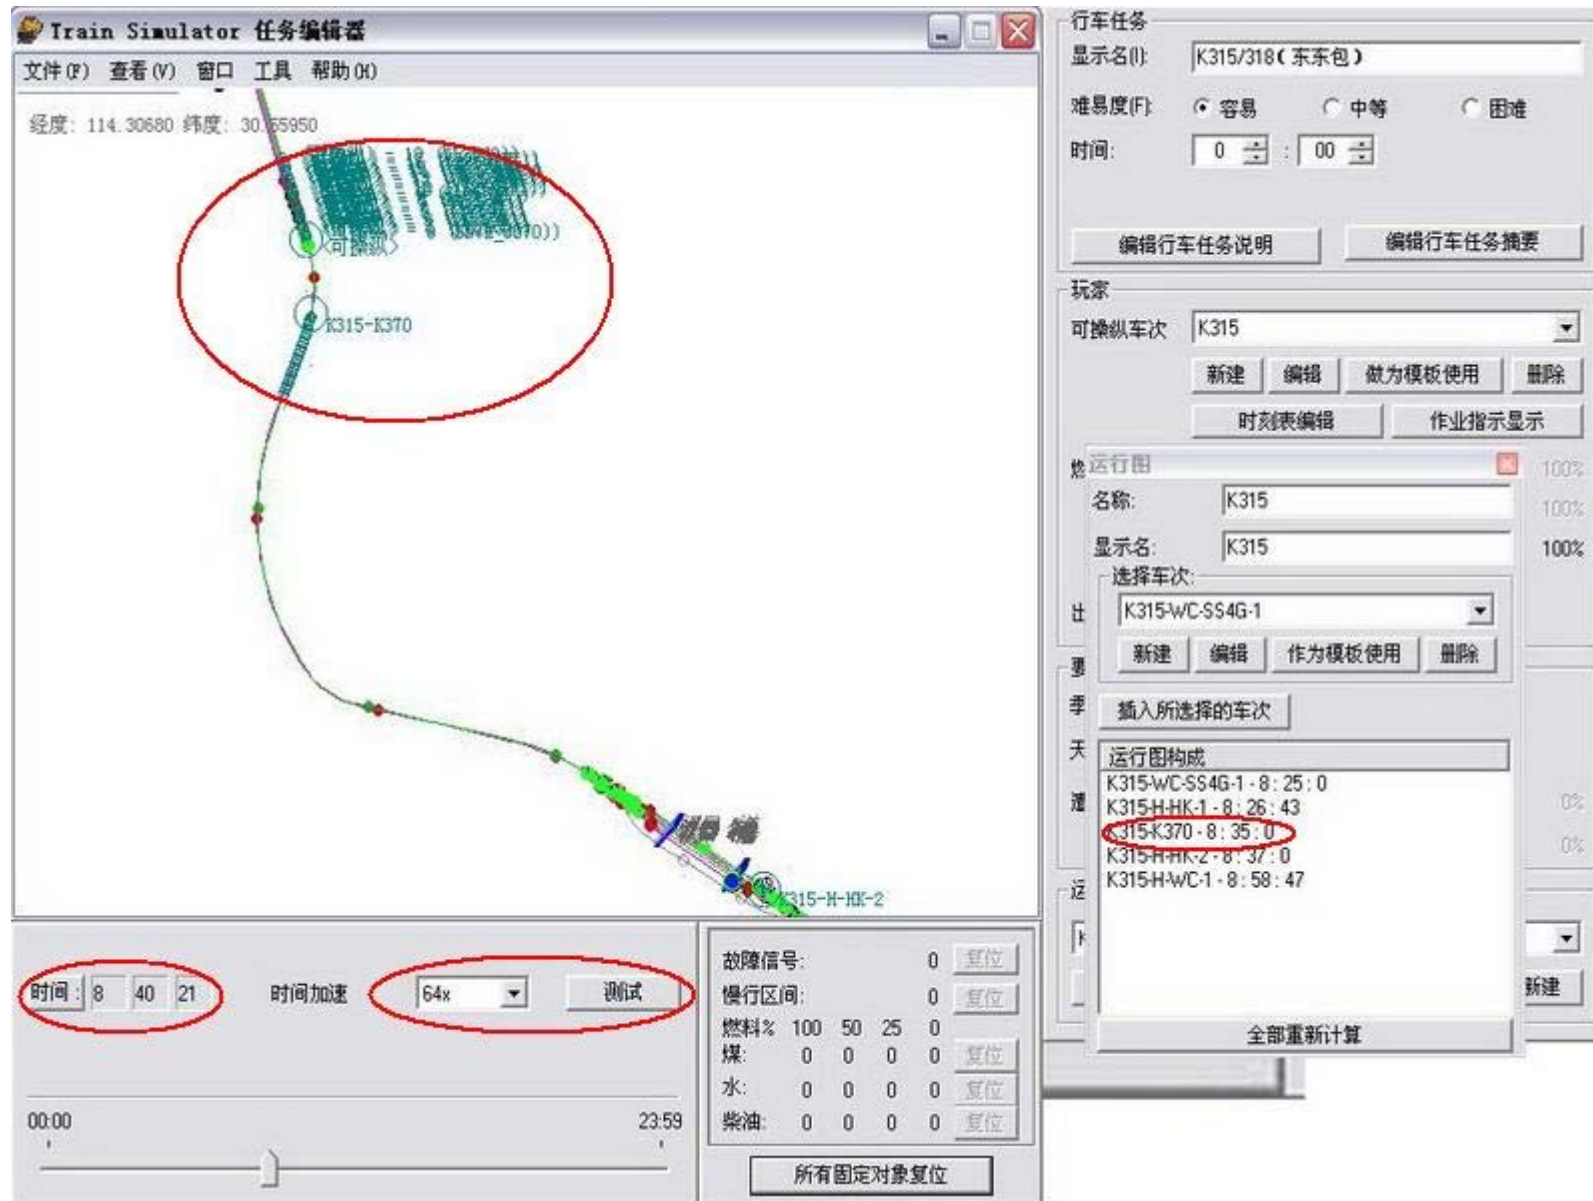 Train Simulator 任务编辑器
文件(F) 查看(V) 窗口 工具 帮助(H)
经度: 114.30680 纬度: 30.55950
<可操纵>
K315-K370
K315-H-HK-2
时间: 8 40 21
时间加速 64x 测试
00:00 23:59
故障信号: 0 复位
慢行区间: 0 复位
燃料% 100 50 25 0
煤: 0 0 0 0 复位
水: 0 0 0 0 复位
柴油: 0 0 0 0 复位
所有固定对象复位
行车任务
显示名(I): K315/318(东东包)
难易度(F): 容易 中等 困难
时间: 0 : 00
编辑行车任务说明 编辑行车任务摘要
玩家
可操纵车次 K315
新建 编辑 做为模板使用 删除
时刻表编辑 作业指示显示
运行图
100%
名称: K315
100%
显示名: K315
100%
选择车次:
K315-WC-SS4G-1
新建 编辑 作为模板使用 删除
季
插入所选择的车次
天
运行图构成
K315-WC-SS4G-1 - 8 : 25 : 0
K315-H-HK-1 - 8 : 26 : 43
0%
K315-K370 - 8 : 35 : 0
K315-H-HK-2 - 8 : 37 : 0
0%
K315-H-WC-1 - 8 : 58 : 47
新建
全部重新计算